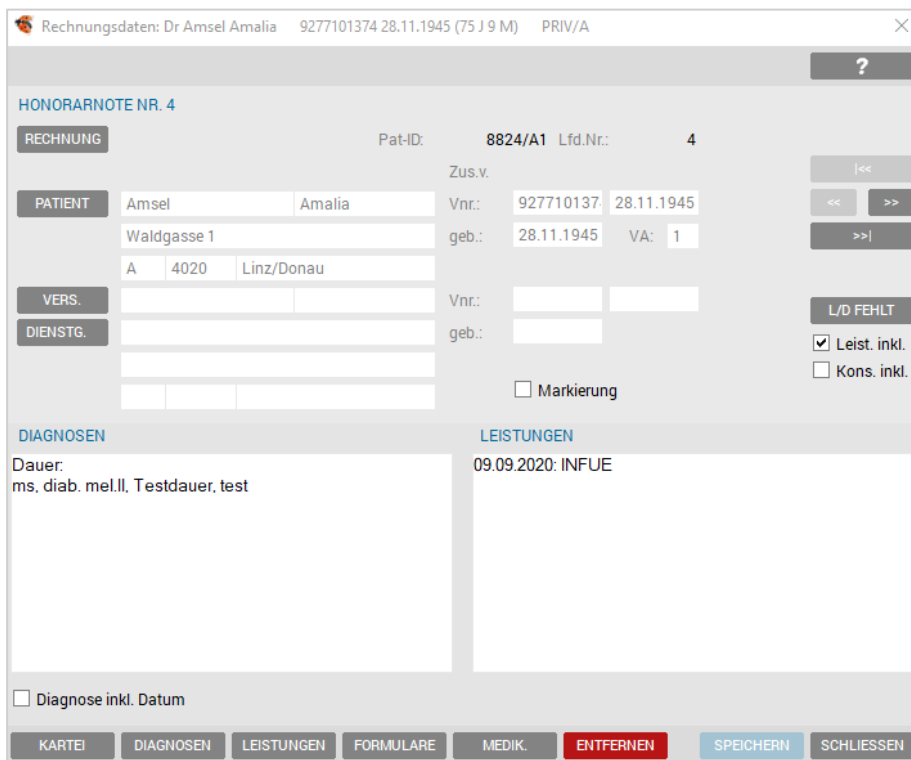 Rechnungsdaten: Dr Amsel Amalia 9277101374 28.11.1945 (75 J 9 M) PRIV/A
?
HONORARNOTE NR. 4
RECHNUNG Pat-ID: 8824/A1 Lfd.Nr.: 4
Zus.v. |<<
PATIENT Amsel Amalia Vnr.: 927710137 28.11.1945 << >>
Waldgasse 1 geb.: 28.11.1945 VA: 1 >>|
A 4020 Linz/Donau
VERS. Vnr.: L/D FEHLT
DIENSTG. geb.: Leist. inkl.
Kons. inkl.
Markierung
DIAGNOSEN LEISTUNGEN
Dauer: 09.09.2020: INFUE
ms, diab. mel.II, Testdauer, test
Diagnose inkl. Datum
KARTEI DIAGNOSEN LEISTUNGEN FORMULARE MEDIK. ENTFERNEN SPEICHERN SCHLIESSEN